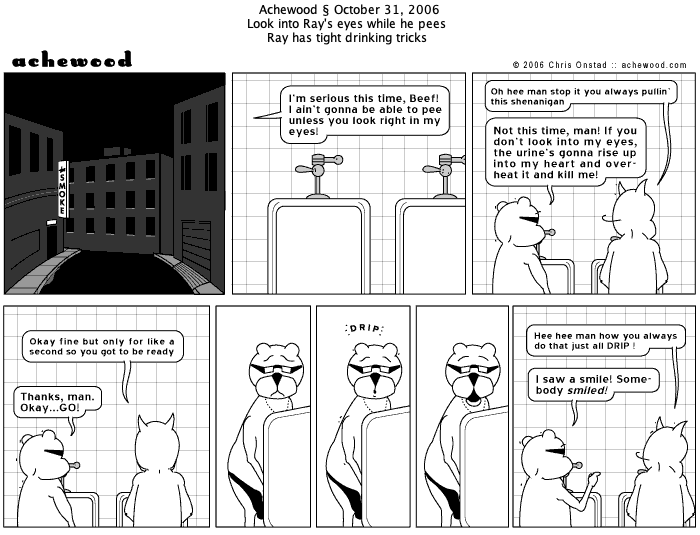 Achewood § October 31, 2006
Look into Ray's eyes while he pees
Ray has tight drinking tricks
achewood
© 2006 Chris Onstad :: achewood.com
SMOKE
I'm serious this time, Beef!
I ain't gonna be able to pee
unless you look right in my
eyes!
Oh hee man stop it you always pullin'
this shenanigan
Not this time, man! If you
don't look into my eyes,
the urine's gonna rise up
into my heart and over-
heat it and kill me!
Okay fine but only for like a
second so you got to be ready
Thanks, man.
Okay...GO!
DRIP
Hee hee man how you always
do that just all DRIP !
I saw a smile! Some-
body smiled!